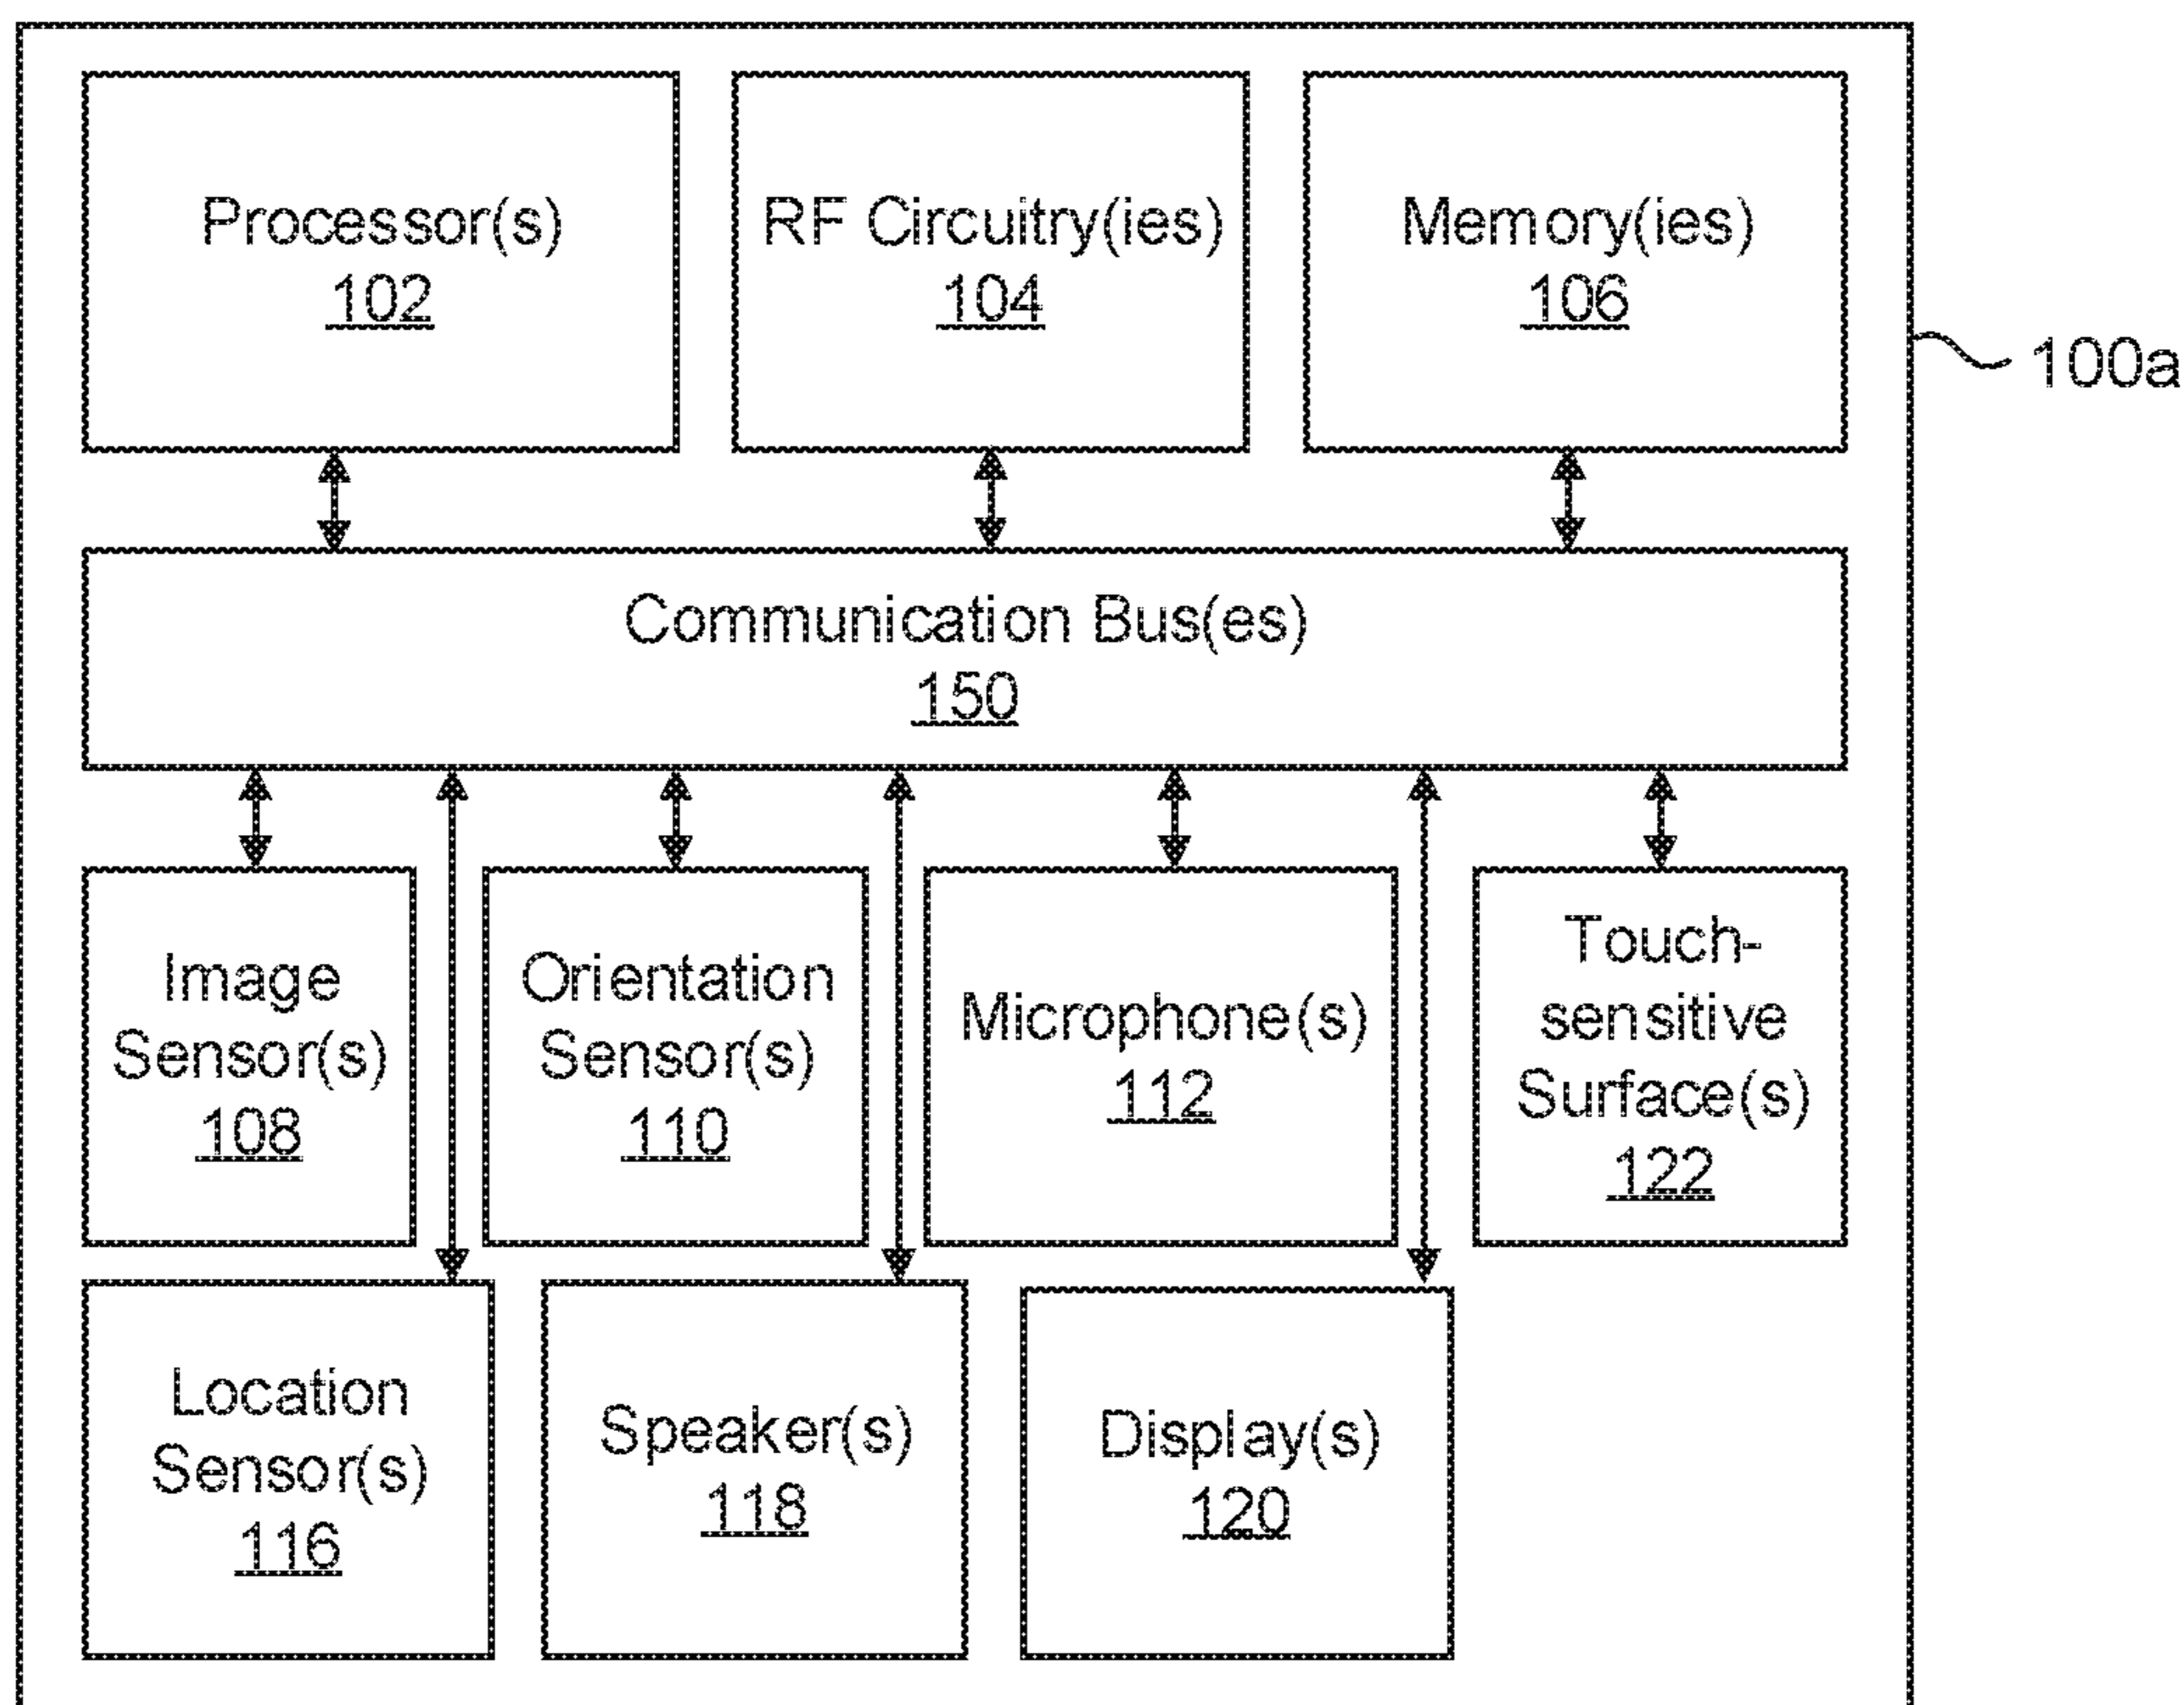 Processor(s)
102
RF Circuitry(ies)
104
Memory(ies)
106
100a
Communication Bus(es)
150
Image
Sensor(s)
108
Orientation
Sensor(s)
110
Microphone(s)
112
Touch-
sensitive
Surface(s)
122
Location
Sensor(s)
116
Speaker(s)
118
Display(s)
120